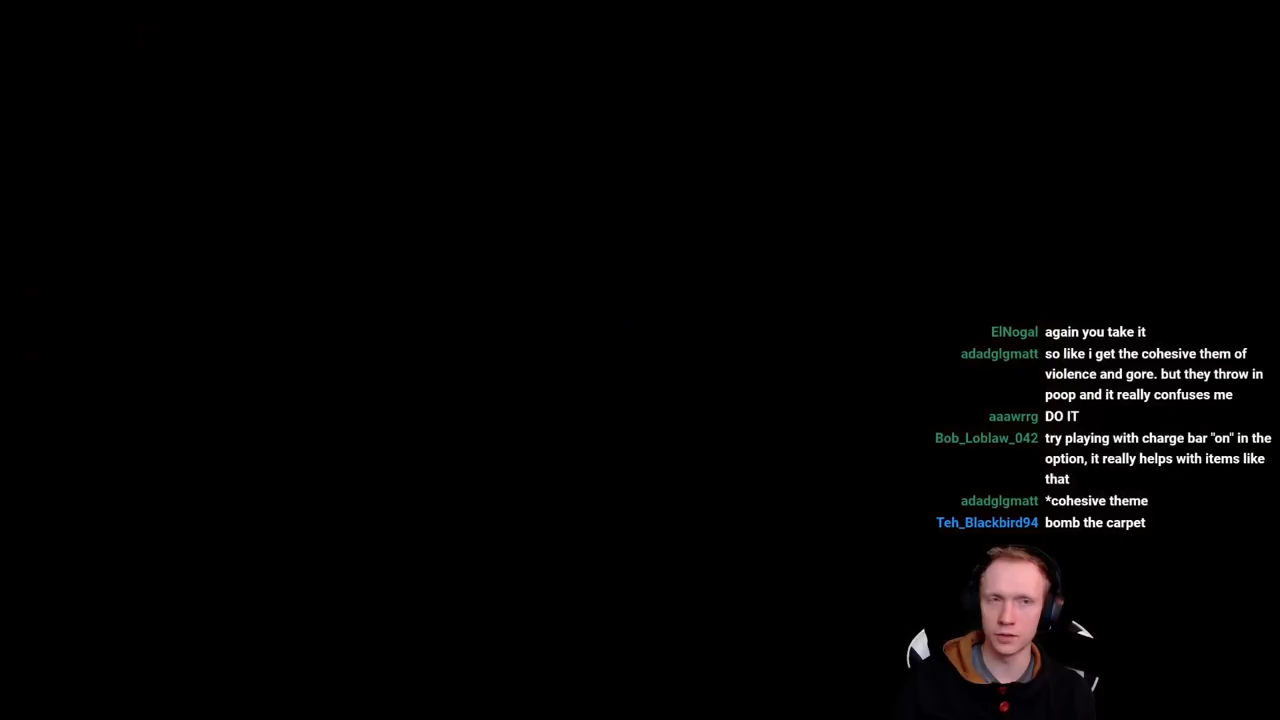 ElNogal again you take it
adadglgmatt so like i get the cohesive them of
violence and gore. but they throw in
poop and it really confuses me
aaawrrg DO IT
Bob_Loblaw_042 try playing with charge bar "on" in the
option, it really helps with items like
that
adadglgmatt *cohesive theme
Teh_Blackbird94 bomb the carpet